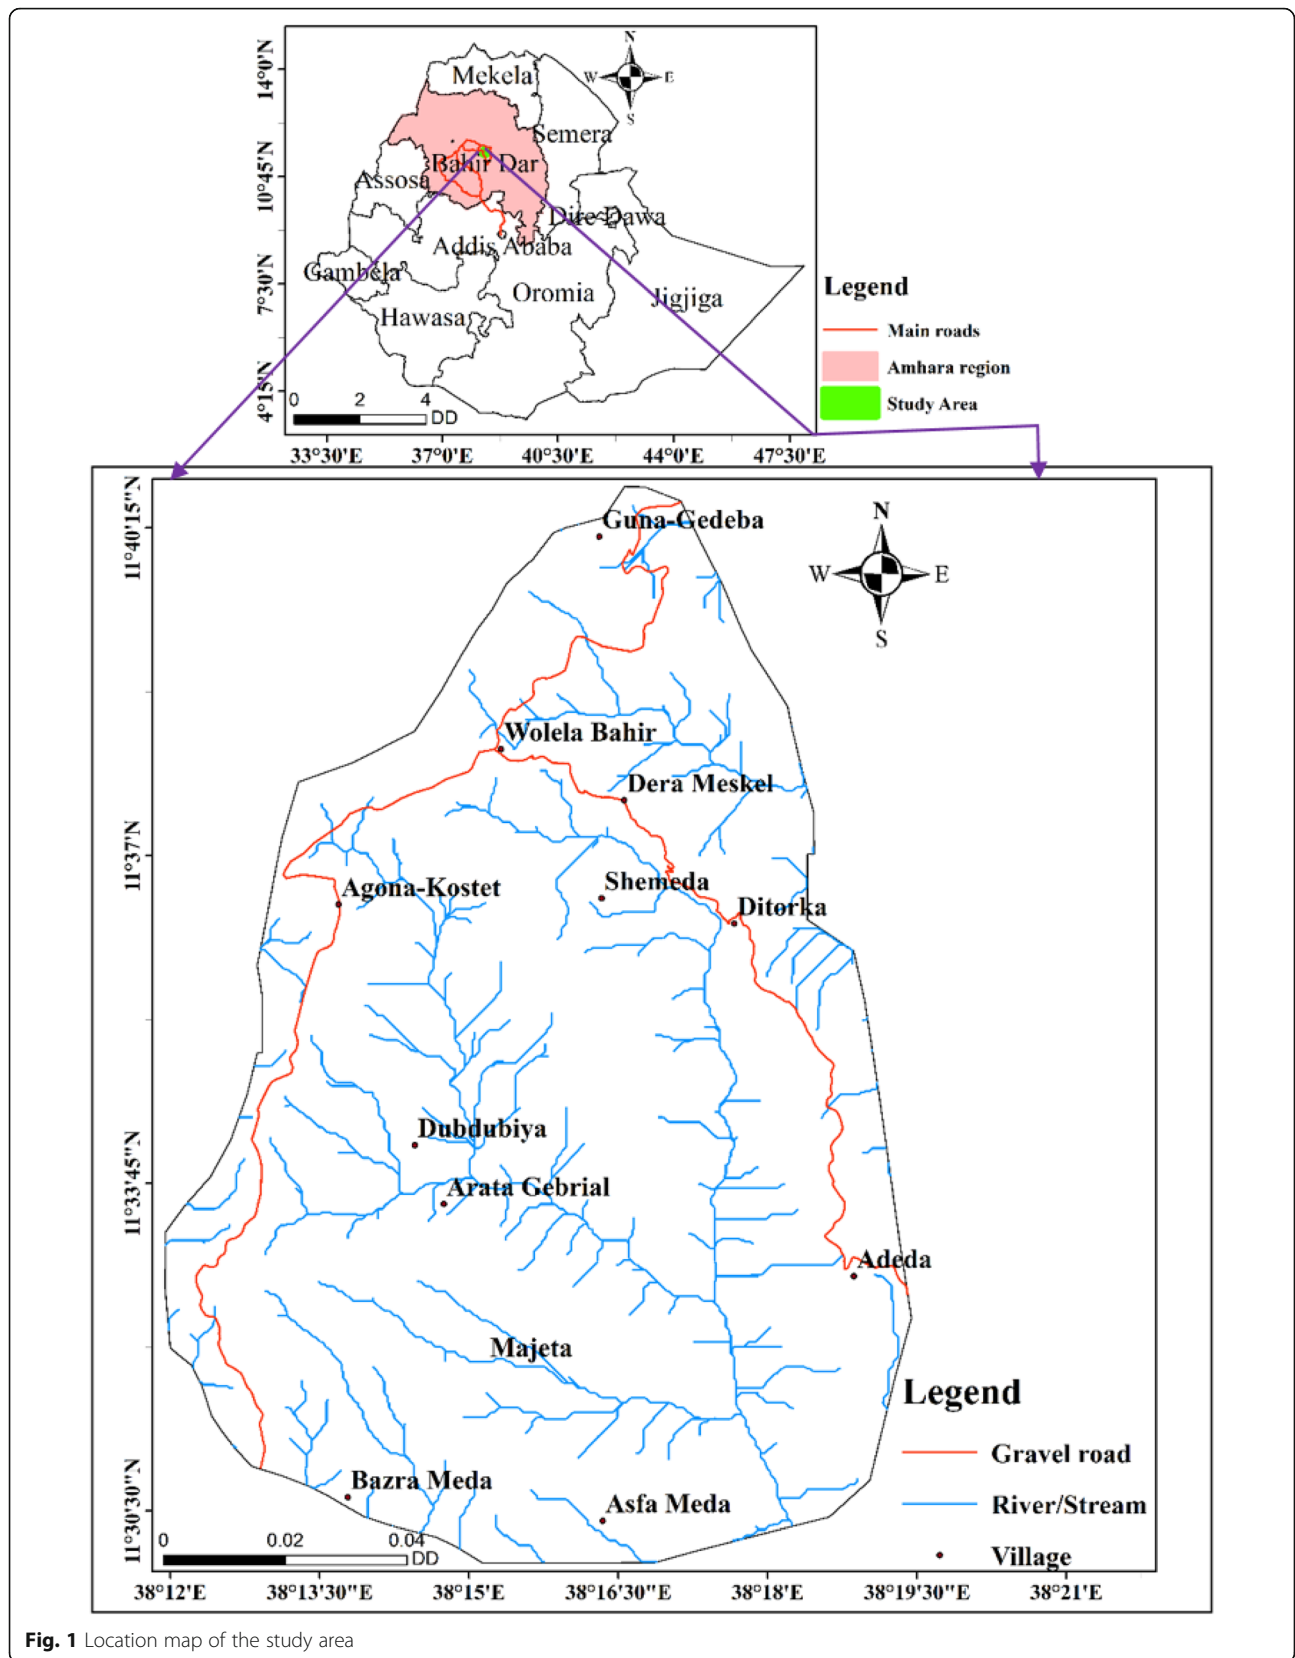 N
W E
S
14°0'N
10°45'N
7°30'N
4°15'N
Mekela
Semera
Bahir Dar
Assosa
Dire Dawa
Addis Ababa
Gambela
Oromia
Jigjiga
Hawasa
0 2 4
DD
33°30'E 37°0'E 40°30'E 44°0'E 47°30'E
Legend
Main roads
Amhara region
Study Area
11°40'15"N
11°37'N
11°33'45"N
11°30'30"N
N
W E
S
Guna-Gedeba
Wolela Bahir
Dera Meskel
Agona-Kostet
Shemeda
Ditorka
Dubdubiya
Arata Gebrial
Adeda
Majeta
Bazra Meda
Asfa Meda
Legend
Gravel road
River/Stream
Village
0 0.02 0.04
DD
38°12'E 38°13'30"E 38°15'E 38°16'30"E 38°18'E 38°19'30"E 38°21'E
Fig. 1 Location map of the study area